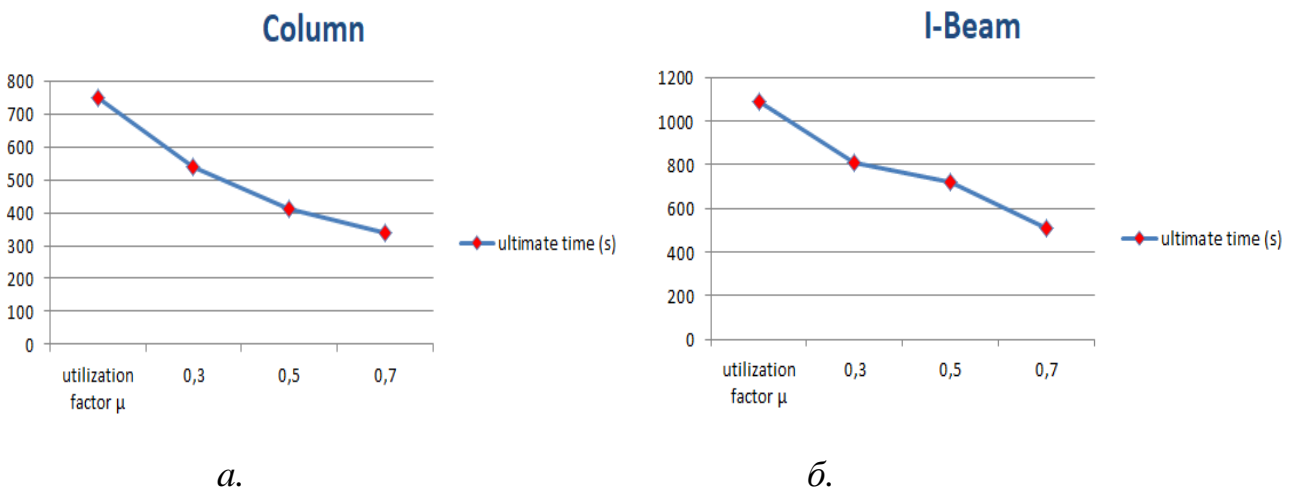 Column
800
700
600
500
400
300
200
100
0
utilization
factor μ
0,3
0,5
0,7
ultimate time (s)
а.
I-Beam
1200
1000
800
600
400
200
0
utilization
factor μ
0,3
0,5
0,7
ultimate time (s)
б.